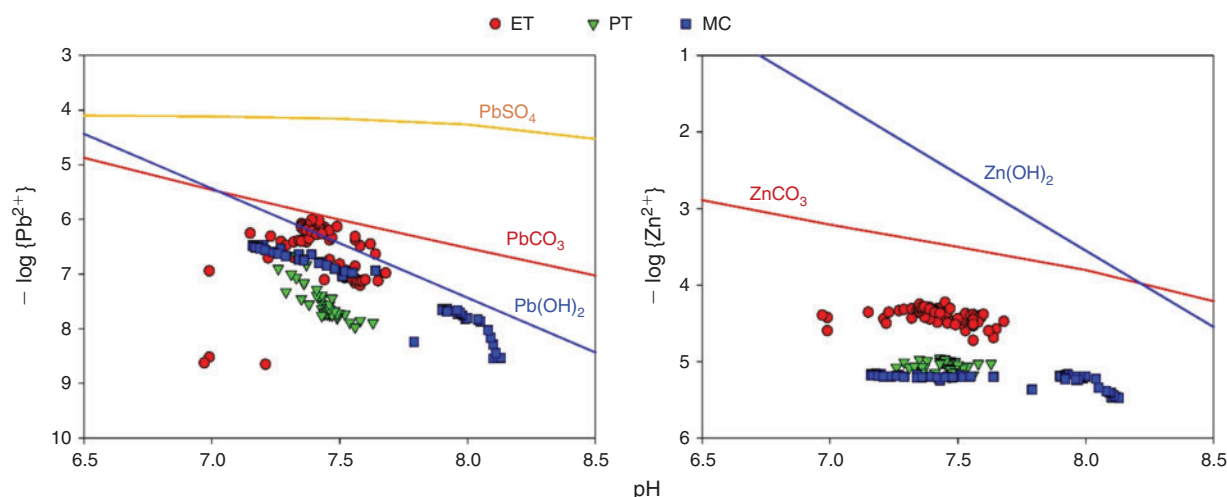 ET PT MC
3
4
5
6
7
8
9
10
− log {Pb²⁺}
PbSO₄
PbCO₃
Pb(OH)₂
6.5 7.0 7.5 8.0 8.5
1
2
3
4
5
6
− log {Zn²⁺}
Zn(OH)₂
ZnCO₃
6.5 7.0 7.5 8.0 8.5
pH